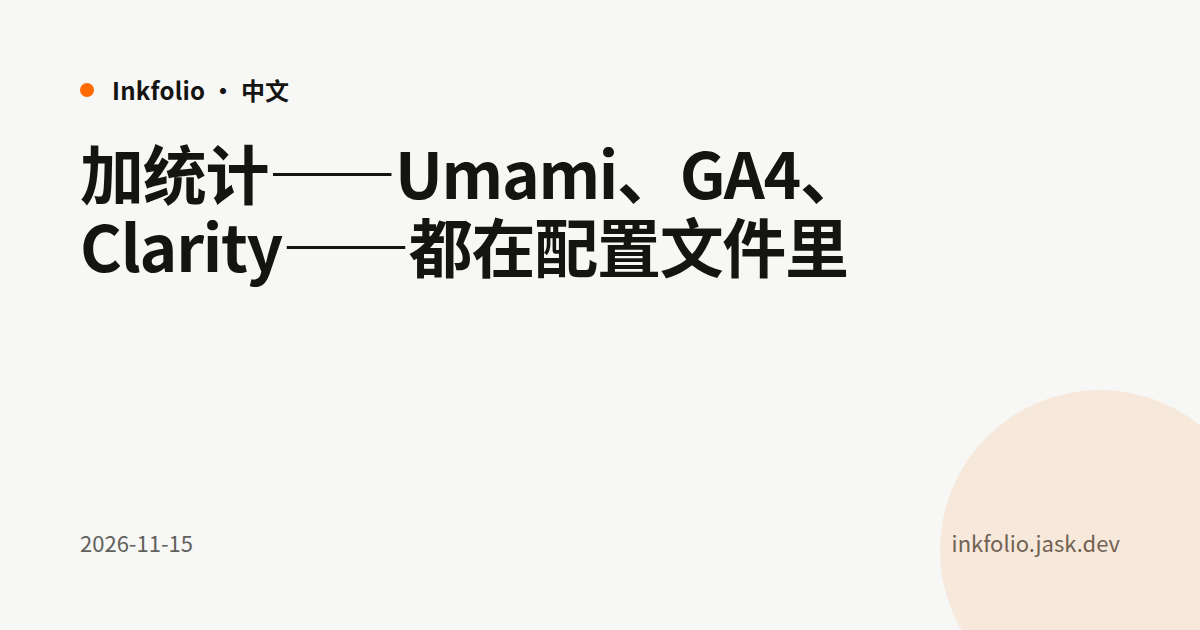 Inkfolio · 中文
加统计——Umami、GA4、
Clarity——都在配置文件里
2026-11-15
inkfolio.jask.dev